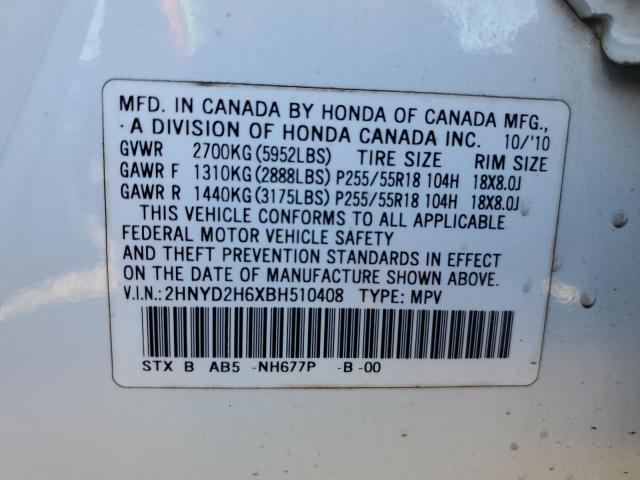 MFD. IN CANADA BY HONDA OF CANADA MFG.,
A DIVISION OF HONDA CANADA INC. 10/'10
GVWR 2700KG(5952LBS) TIRE SIZE RIM SIZE
GAWR F 1310KG(2888LBS) P255/55R18 104H 18X8.0J
GAWR R 1440KG(3175LBS) P255/55R18 104H 18X8.0J
THIS VEHICLE CONFORMS TO ALL APPLICABLE
FEDERAL MOTOR VEHICLE SAFETY
AND THEFT PREVENTION STANDARDS IN EFFECT
ON THE DATE OF MANUFACTURE SHOWN ABOVE.
V.I.N.: 2HNYD2H6XBH510408 TYPE: MPV
STX B AB5 -NH677P -B -00